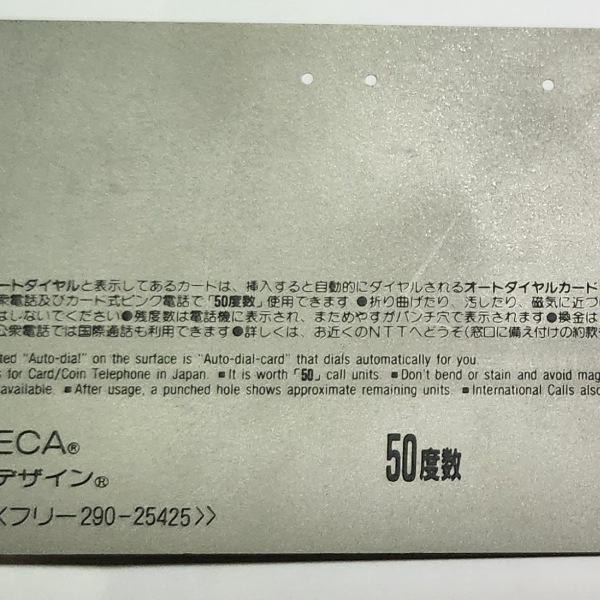 ートダイヤルと表示してあるカードは、挿入すると自動的にダイヤルされるオートダイヤルカード
衆電話及びカード式ピンク電話で「50度数」使用できます ●折り曲げたり、汚したり、磁気に近づ
はしないでください ●残度数は電話機に表示され、まためやすがパンチ穴で表示されます ●換金は
公衆電話では国際通話も利用できます ●詳しくは、お近くのNTTへどうぞ(窓口に備え付けの約款
ted "Auto-dial" on the surface is "Auto-dial-card" that dials automatically for you.
s for Card/Coin Telephone in Japan. ■ It is worth「50」call units. ■ Don't bend or stain and avoid mag
available. ■ After usage, a punched hole shows approximate remaining units. ■ International Calls also
ECA®
デザイン®
50度数
<フリー290-25425>>